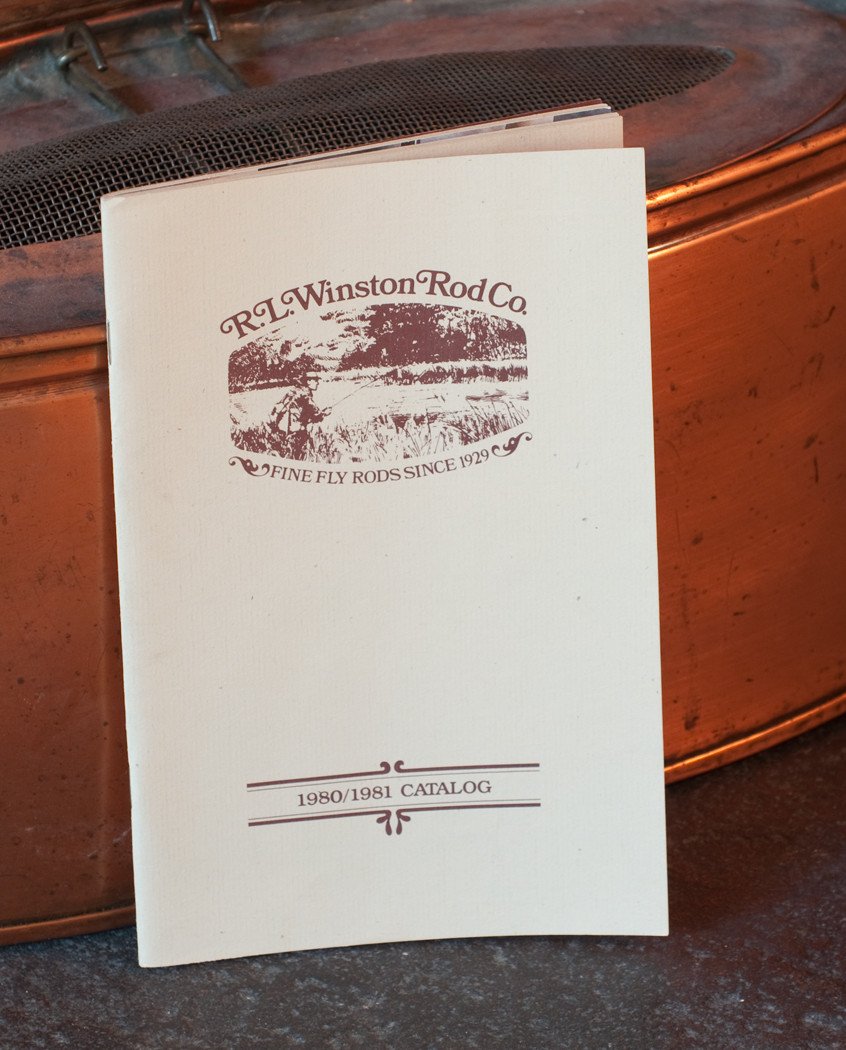 R.L. Winston Rod Co.
FINE FLY RODS SINCE 1929
1980/1981 CATALOG